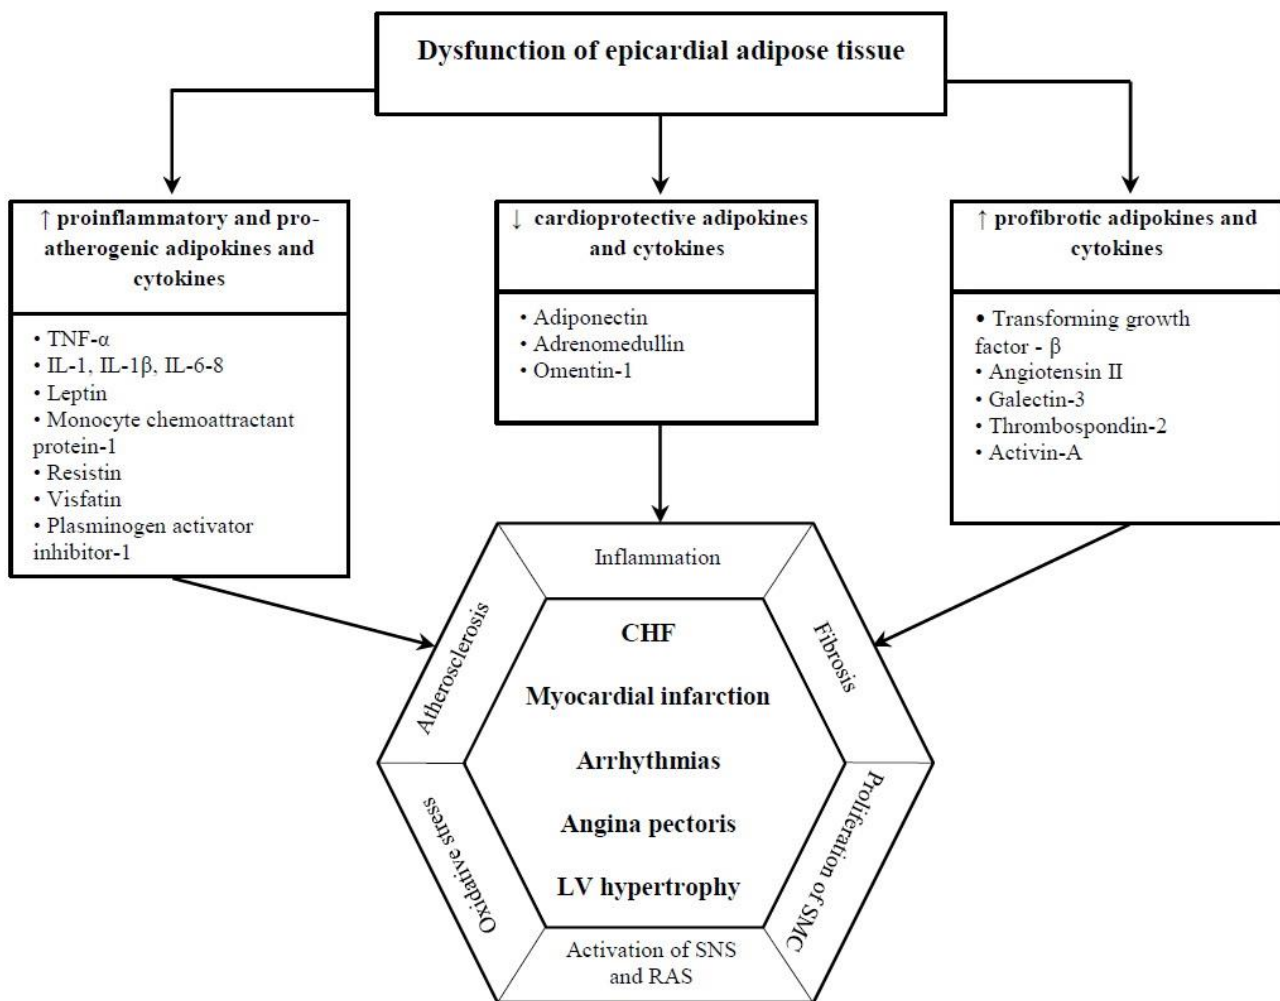 Dysfunction of epicardial adipose tissue
↑ proinflammatory and pro-
atherogenic adipokines and
cytokines
• TNF-α
• IL-1, IL-1β, IL-6-8
• Leptin
• Monocyte chemoattractant
protein-1
• Resistin
• Visfatin
• Plasminogen activator
inhibitor-1
↓ cardioprotective adipokines
and cytokines
• Adiponectin
• Adrenomedullin
• Omentin-1
↑ profibrotic adipokines and
cytokines
• Transforming growth
factor - β
• Angiotensin II
• Galectin-3
• Thrombospondin-2
• Activin-A
Inflammation
Atherosclerosis
Fibrosis
CHF
Myocardial infarction
Arrhythmias
Angina pectoris
LV hypertrophy
Oxidative stress
Proliferation of SMC
Activation of SNS
and RAS